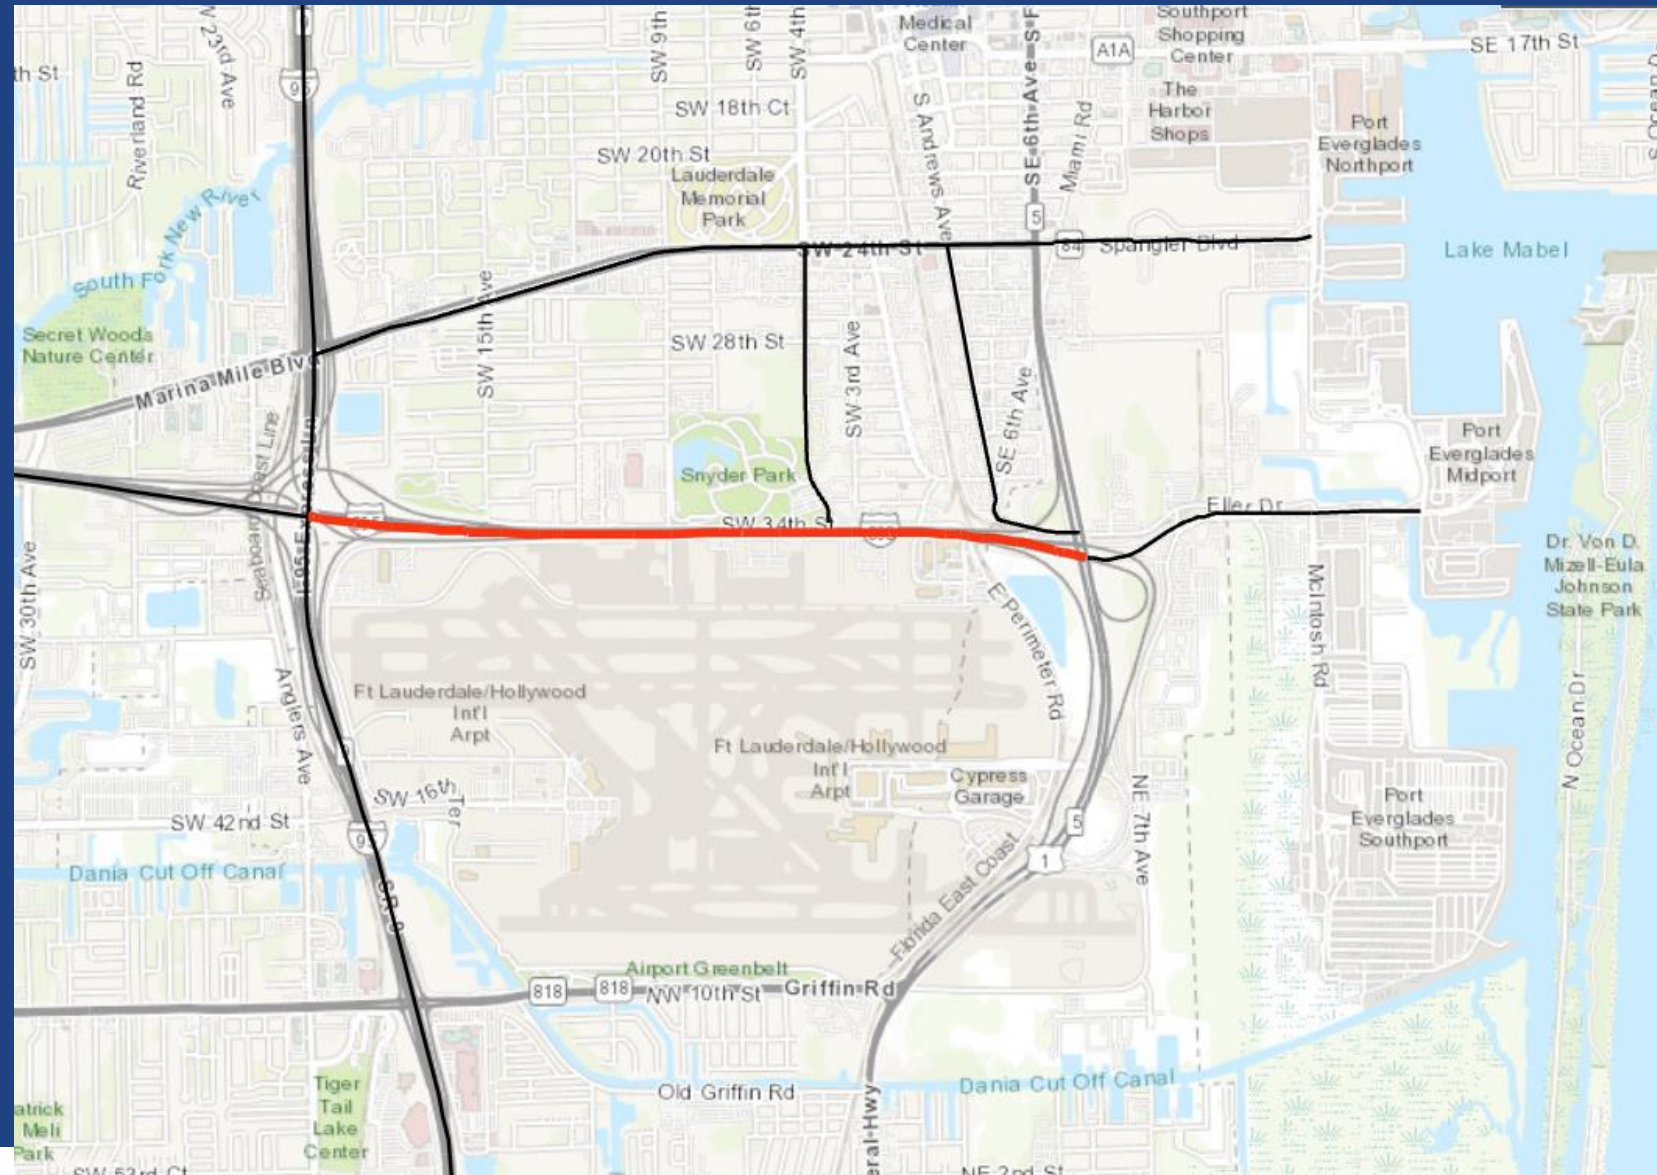 SW 23rd Ave
Riverland Rd
th St
95
SW 9th
SW 6th
SW 4th
Medical
Center
S Andrews Ave
SE 6th Ave
Miami Rd
A1A
Southport
Shopping
Center
SE 17th St
The
Harbor
Shops
Port
Everglades
Northport
SW 18th Ct
SW 20th St
Lauderdale
Memorial
Park
5
84
SW 24th St
Spangler Blvd
Lake Mabel
South Fork New River
Secret Woods
Nature Center
Marina Mile Blvd
SW 15th Ave
SW 28th St
SW 3rd Ave
SE 6th Ave
Snyder Park
SW 34th St
Eller Dr
Port
Everglades
Midport
Dr. Von D.
Mizell-Eula
Johnson
State Park
SW 30th Ave
E Perimeter Rd
McIntosh Rd
N Ocean Dr
Anglers Ave
Ft Lauderdale/Hollywood
Int'l
Arpt
Ft Lauderdale/Hollywood
Int'l
Arpt
Cypress
Garage
SW 16th Ter
SW 42nd St
NE 7th Ave
5
1
Port
Everglades
Southport
Dania Cut Off Canal
S.R. 9
Florida East Coast
Airport Greenbelt
818
818
NW 10th St
Griffin Rd
Old Griffin Rd
Dania Cut Off Canal
Tiger
Tail
Lake
Center
atrick
Meli
Park
SW 53rd Ct
eral Hwy
NE 2nd St